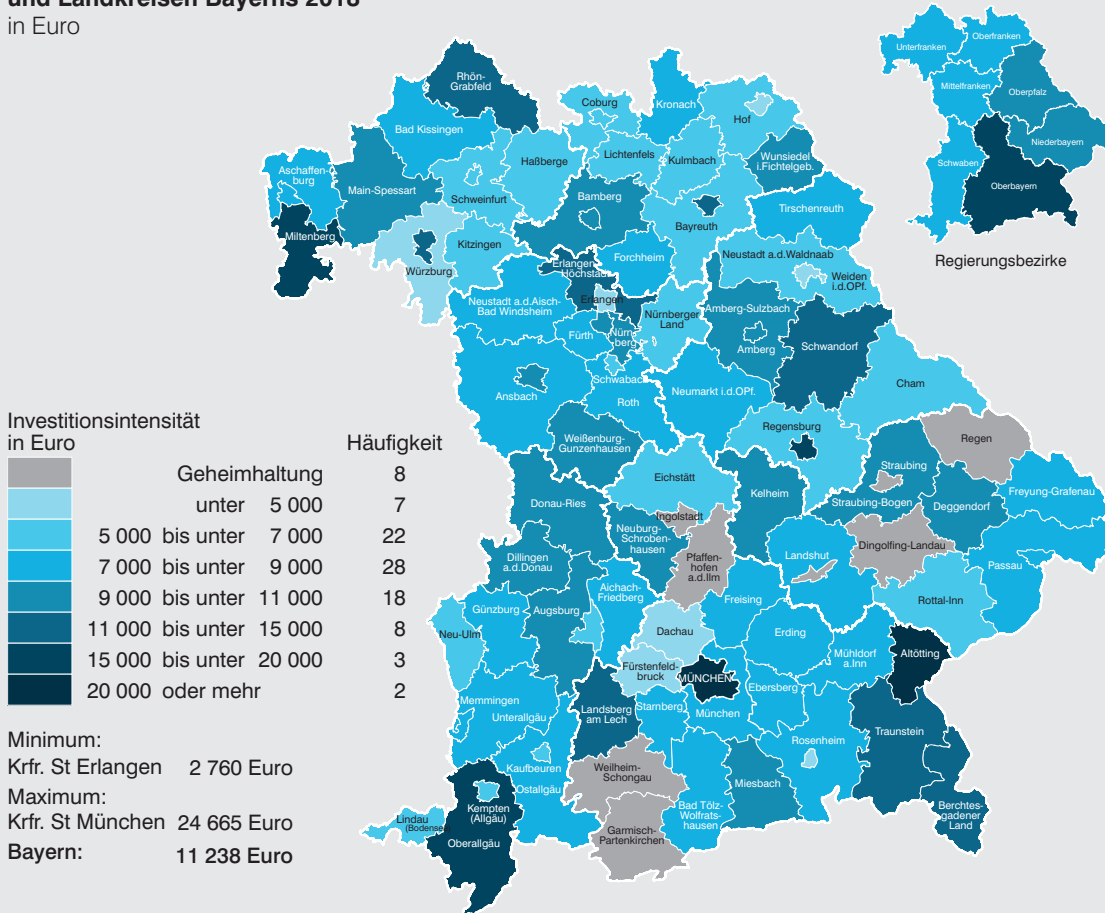 und Landkreisen Bayerns 2018
in Euro
Rhön-
Grabfeld
Coburg
Kronach
Hof
Bad Kissingen
Lichtenfels
Kulmbach
Haßberge
Wunsiedel
i.Fichtelgeb.
Aschaffen-
burg
Main-Spessart
Schweinfurt
Bamberg
Tirschenreuth
Miltenberg
Bayreuth
Kitzingen
Würzburg
Erlangen-
Höchstadt
Forchheim
Neustadt a.d.Waldnaab
Weiden
i.d.OPf.
Neustadt a.d.Aisch-
Bad Windsheim
Erlangen
Nürnberger
Land
Amberg-Sulzbach
Fürth
Nürn-
berg
Amberg
Schwandorf
Ansbach
Schwabach
Roth
Neumarkt i.d.OPf.
Cham
Weißenburg-
Gunzenhausen
Regensburg
Regen
Eichstätt
Straubing
Kelheim
Straubing-Bogen
Deggendorf
Freyung-Grafenau
Donau-Ries
Ingolstadt
Neuburg-
Schroben-
hausen
Pfaffen-
hofen
a.d.Ilm
Dingolfing-Landau
Landshut
Passau
Dillingen
a.d.Donau
Aichach-
Friedberg
Freising
Rottal-Inn
Günzburg
Augsburg
Neu-Ulm
Dachau
Erding
Mühldorf
a.Inn
Altötting
Fürstenfeld-
bruck
MÜNCHEN
Ebersberg
Memmingen
Unterallgäu
Landsberg
am Lech
Starnberg
München
Traunstein
Rosenheim
Kaufbeuren
Ostallgäu
Weilheim-
Schongau
Miesbach
Bad Tölz-
Wolfrats-
hausen
Berchtes-
gadener
Land
Kempten
(Allgäu)
Lindau
(Bodensee)
Oberallgäu
Garmisch-
Partenkirchen
Unterfranken
Oberfranken
Mittelfranken
Oberpfalz
Niederbayern
Schwaben
Oberbayern
Regierungsbezirke
Investitionsintensität
in Euro Häufigkeit
Geheimhaltung 8
unter 5 000 7
5 000 bis unter 7 000 22
7 000 bis unter 9 000 28
9 000 bis unter 11 000 18
11 000 bis unter 15 000 8
15 000 bis unter 20 000 3
20 000 oder mehr 2
Minimum:
Krfr. St Erlangen 2 760 Euro
Maximum:
Krfr. St München 24 665 Euro
Bayern: 11 238 Euro